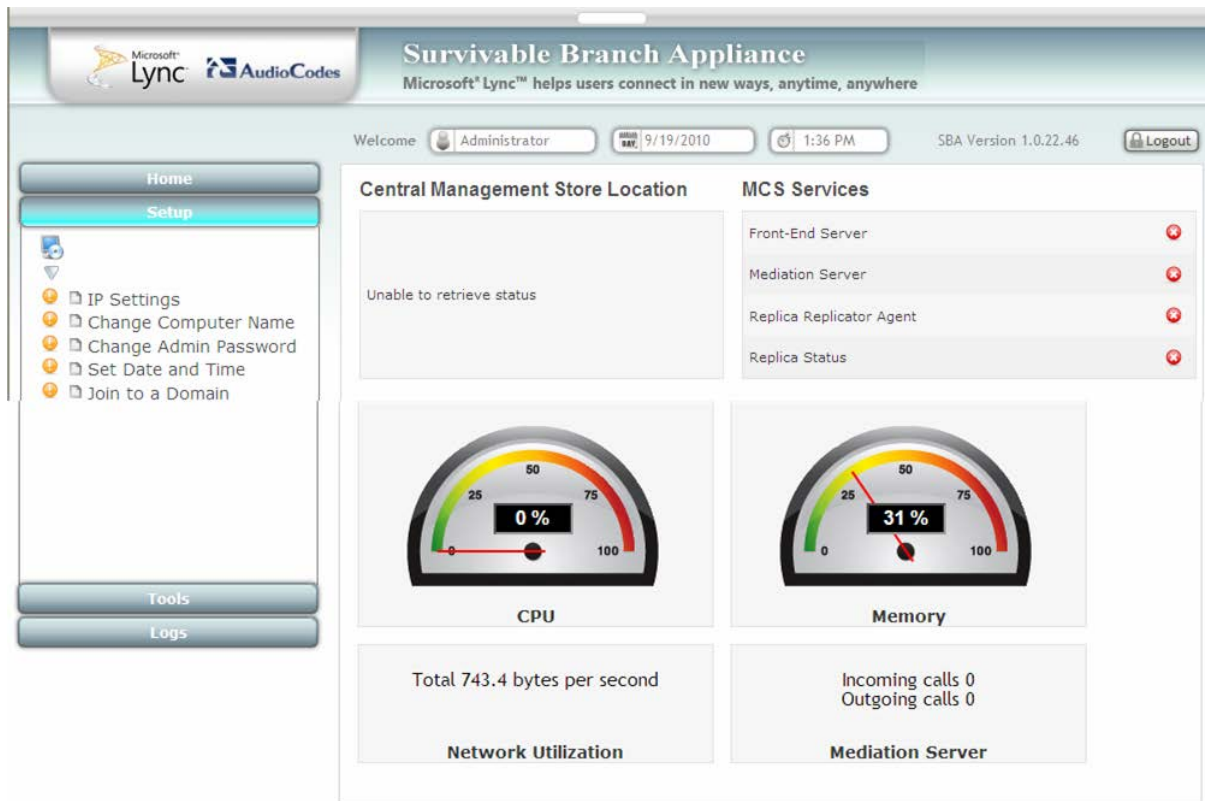 Microsoft®
Lync
AudioCodes
Survivable Branch Appliance
Microsoft® Lync™ helps users connect in new ways, anytime, anywhere
Welcome Administrator 9/19/2010 1:36 PM SBA Version 1.0.22.46 Logout
Home
Setup
IP Settings
Change Computer Name
Change Admin Password
Set Date and Time
Join to a Domain
Tools
Logs
Central Management Store Location
Unable to retrieve status
MCS Services
Front-End Server
Mediation Server
Replica Replicator Agent
Replica Status
0 25 50 75 100
0 %
CPU
0 25 50 75 100
31 %
Memory
Total 743.4 bytes per second
Network Utilization
Incoming calls 0
Outgoing calls 0
Mediation Server